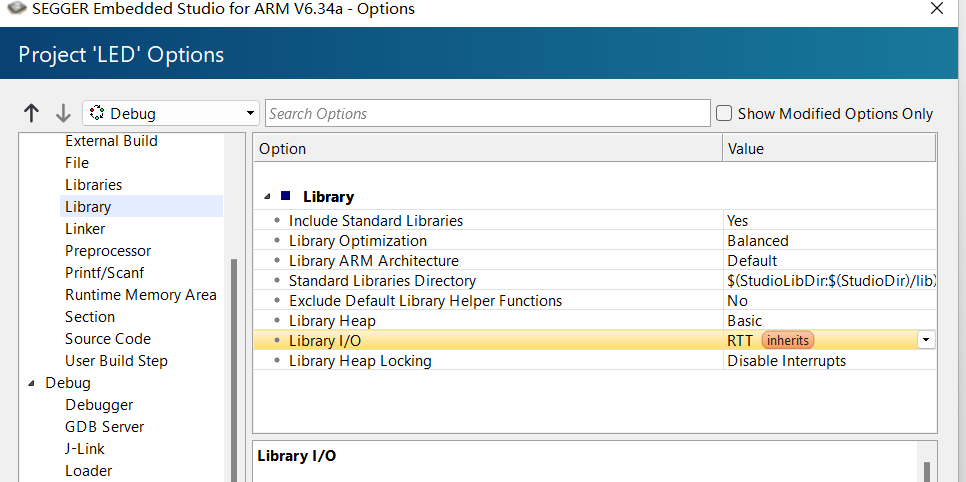 SEGGER Embedded Studio for ARM V6.34a - Options
Project 'LED' Options
Debug
Search Options
Show Modified Options Only
External Build
File
Libraries
Library
Linker
Preprocessor
Printf/Scanf
Runtime Memory Area
Section
Source Code
User Build Step
Debug
Debugger
GDB Server
J-Link
Loader
Option Value
Library
Include Standard Libraries Yes
Library Optimization Balanced
Library ARM Architecture Default
Standard Libraries Directory $(StudioLibDir:$(StudioDir)/lib)
Exclude Default Library Helper Functions No
Library Heap Basic
Library I/O RTT inherits
Library Heap Locking Disable Interrupts
Library I/O